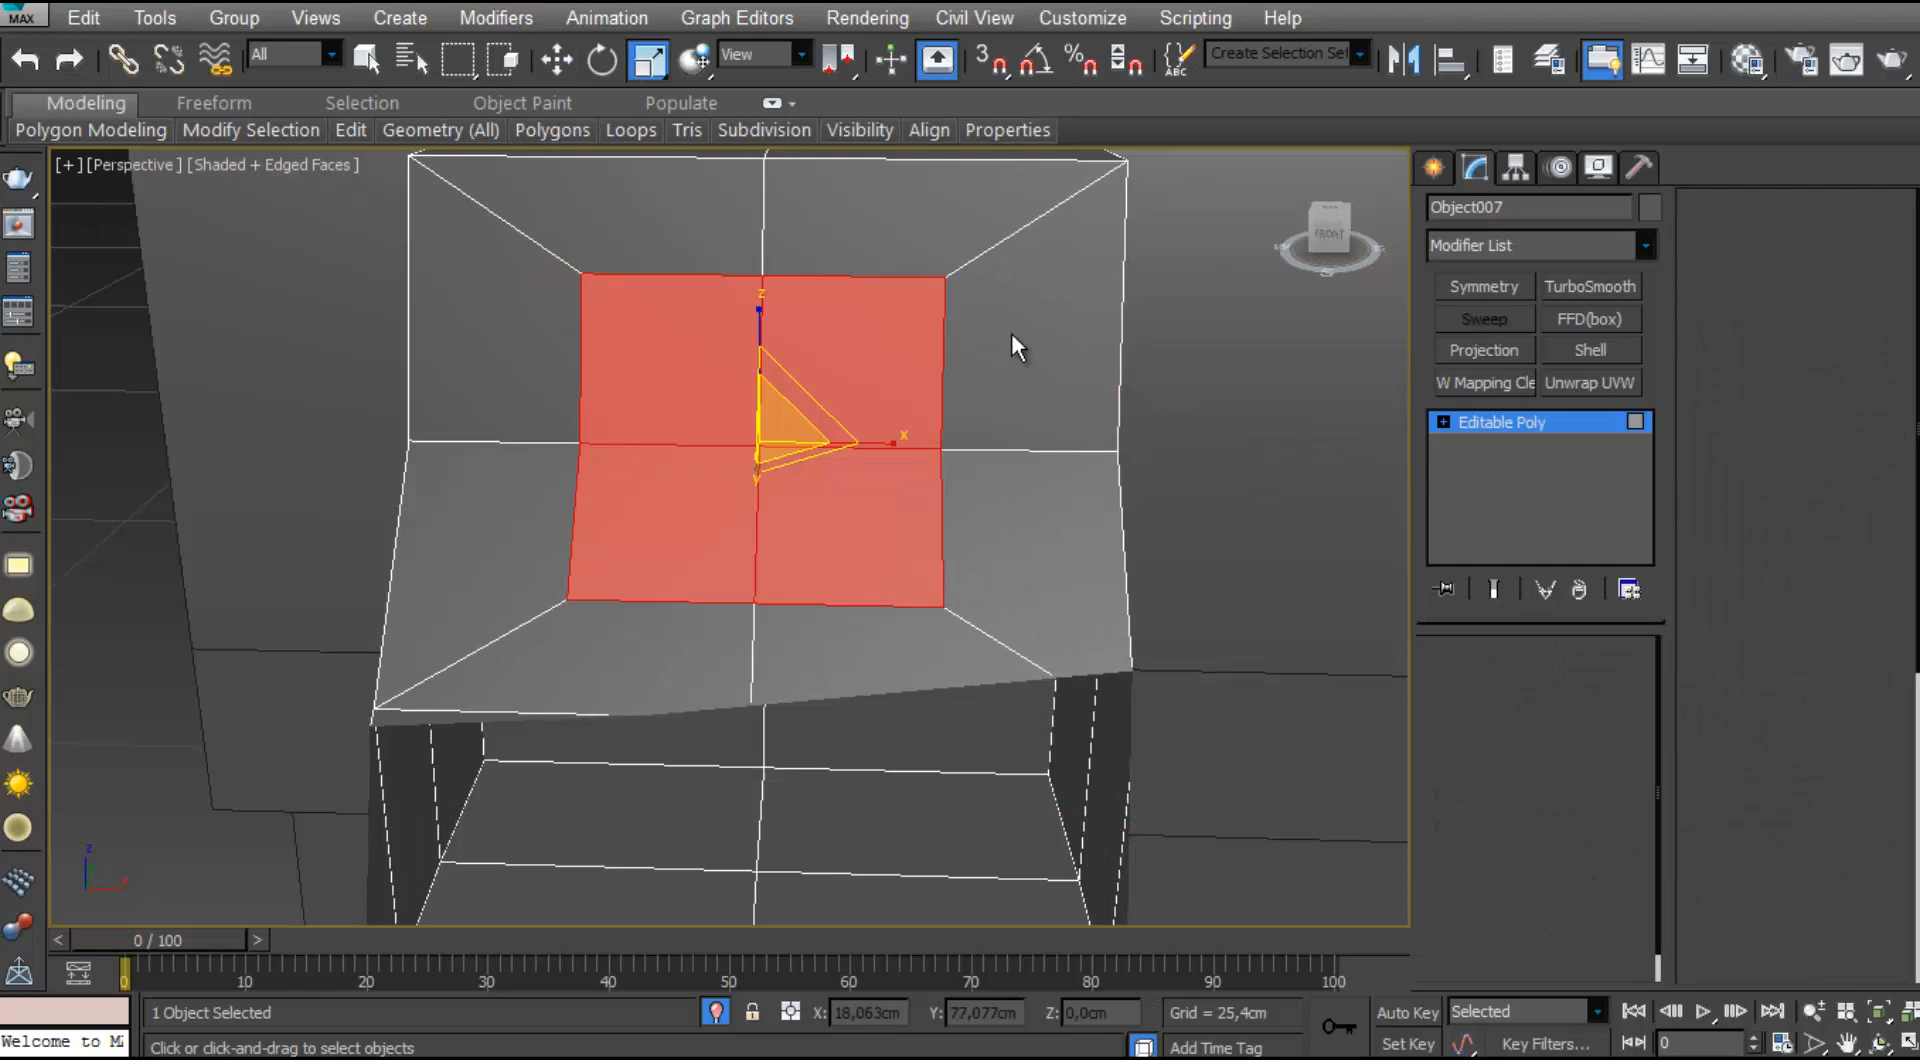 MAX Edit Tools Group Views Create Modifiers Animation Graph Editors Rendering Civil View Customize Scripting Help
All View 3 ABC Create Selection Set
Modeling Freeform Selection Object Paint Populate
Polygon Modeling Modify Selection Edit Geometry (All) Polygons Loops Tris Subdivision Visibility Align Properties
[+] [Perspective] [Shaded + Edged Faces]
FRONT
z
x
y
z
x
Object007
Modifier List
Symmetry TurboSmooth
Sweep FFD(box)
Projection Shell
W Mapping Cle Unwrap UVW
Editable Poly
< 0 / 100 >
0 10 20 30 40 50 60 70 80 90 100
1 Object Selected X: 18,063cm Y: 77,077cm Z: 0,0cm Grid = 25,4cm Auto Key Selected
Welcome to Ma Click or click-and-drag to select objects Add Time Tag Set Key Key Filters... 0